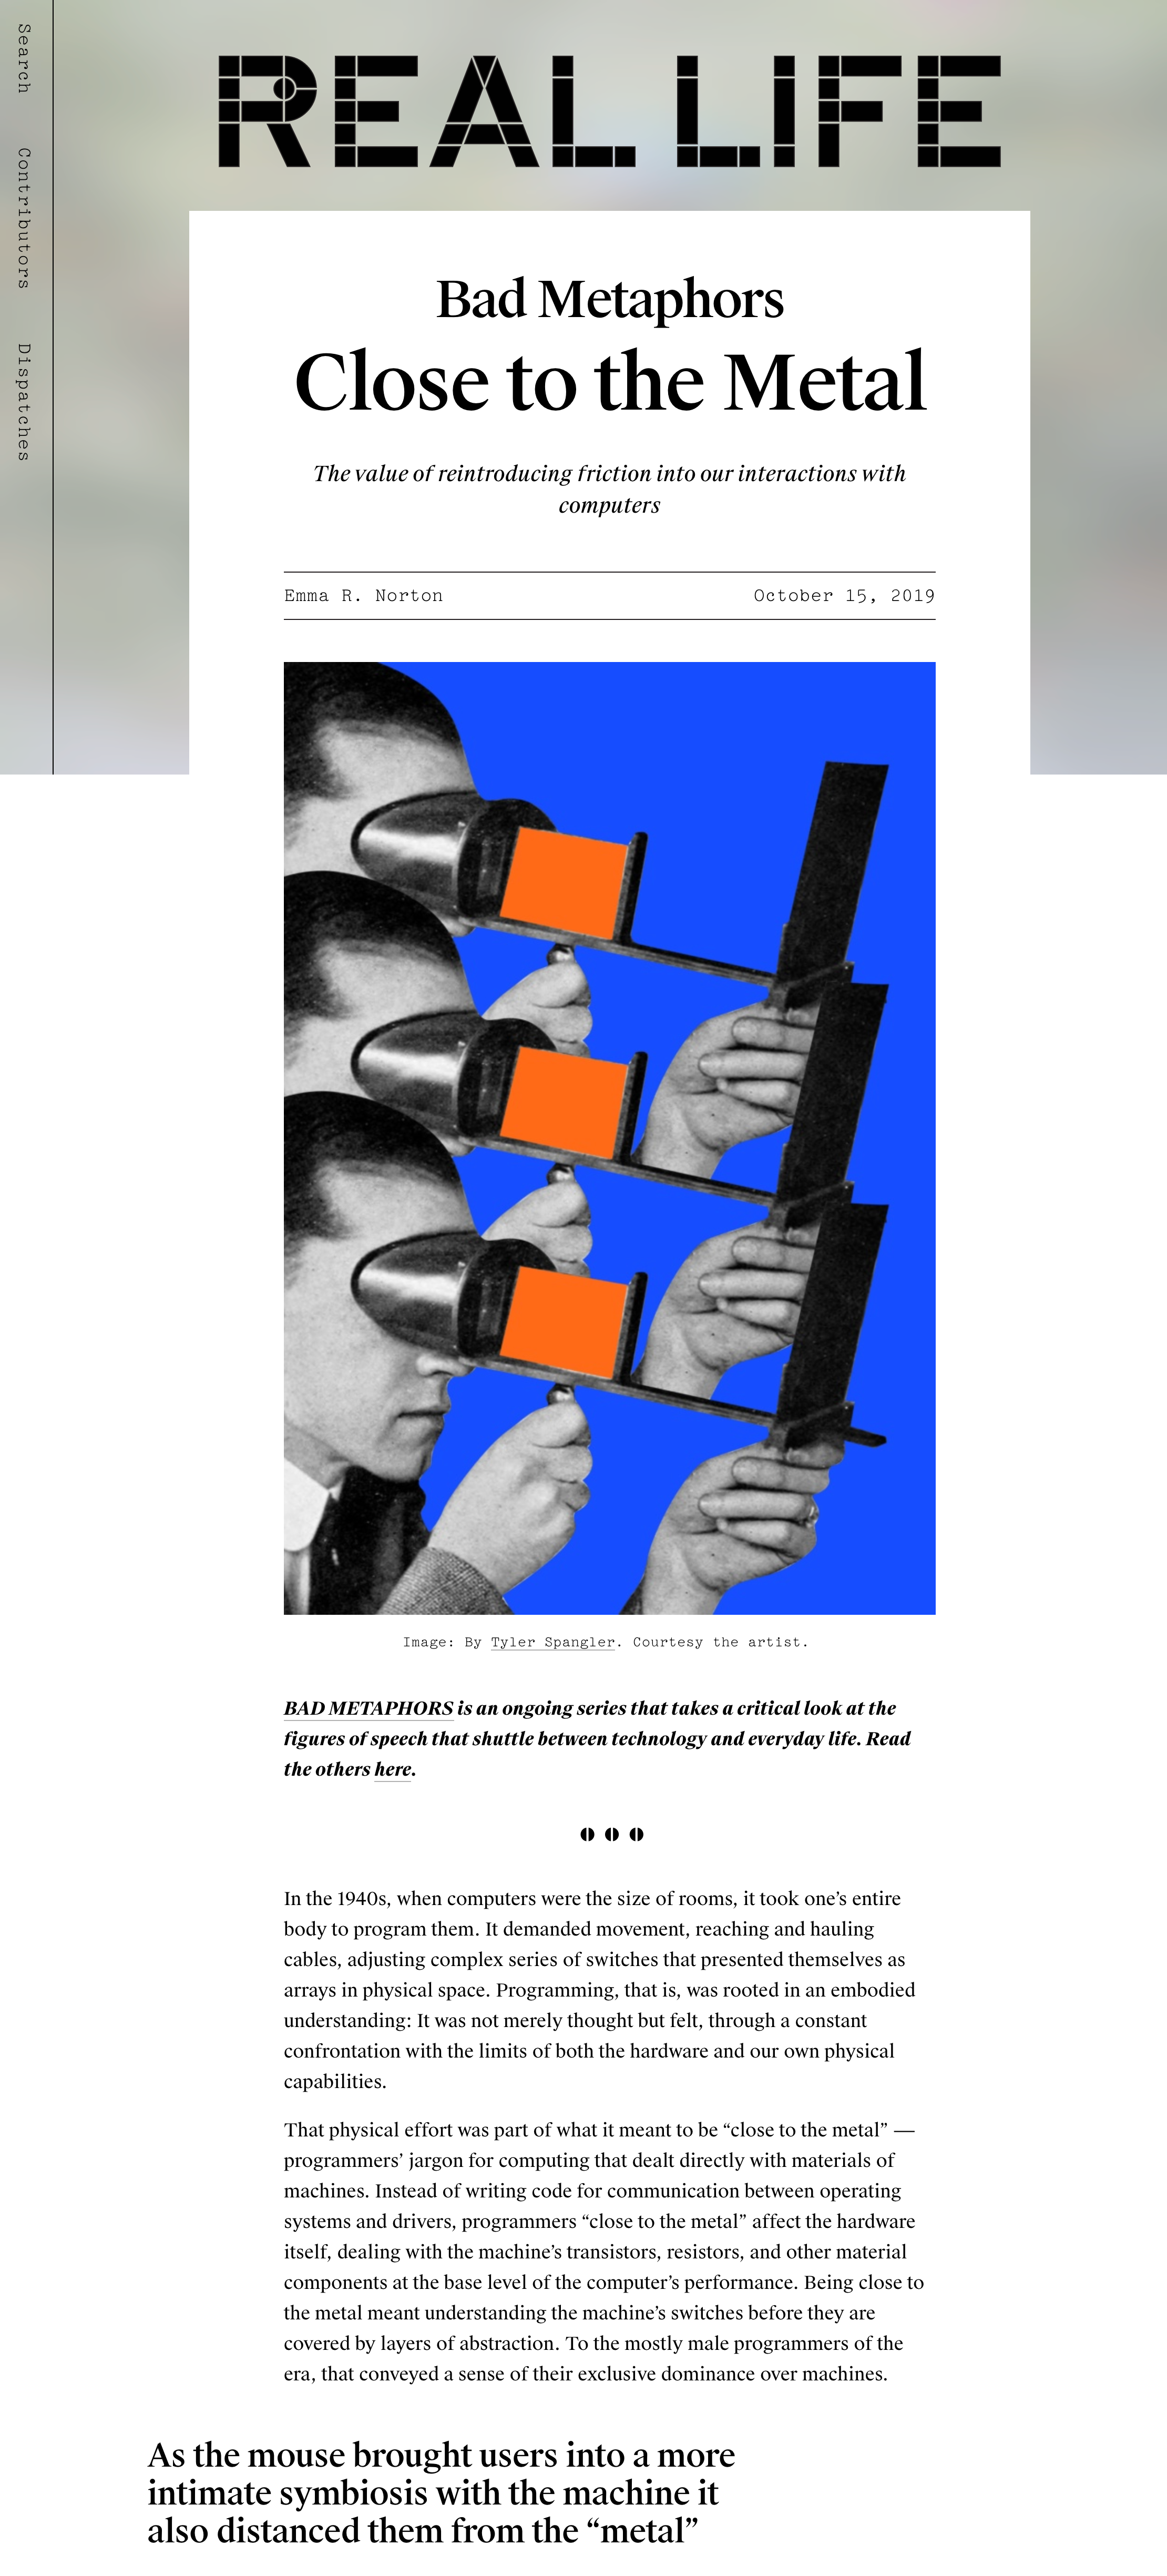 Search
Contributors
Dispatches
REAL LIFE
Bad Metaphors
Close to the Metal
The value of reintroducing friction into our interactions with
computers
Emma R. Norton
October 15, 2019
Image: By Tyler Spangler. Courtesy the artist.
BAD METAPHORS is an ongoing series that takes a critical look at the
figures of speech that shuttle between technology and everyday life. Read
the others here.
In the 1940s, when computers were the size of rooms, it took one’s entire
body to program them. It demanded movement, reaching and hauling
cables, adjusting complex series of switches that presented themselves as
arrays in physical space. Programming, that is, was rooted in an embodied
understanding: It was not merely thought but felt, through a constant
confrontation with the limits of both the hardware and our own physical
capabilities.
That physical effort was part of what it meant to be “close to the metal” —
programmers’ jargon for computing that dealt directly with materials of
machines. Instead of writing code for communication between operating
systems and drivers, programmers “close to the metal” affect the hardware
itself, dealing with the machine’s transistors, resistors, and other material
components at the base level of the computer’s performance. Being close to
the metal meant understanding the machine’s switches before they are
covered by layers of abstraction. To the mostly male programmers of the
era, that conveyed a sense of their exclusive dominance over machines.
As the mouse brought users into a more
intimate symbiosis with the machine it
also distanced them from the “metal”